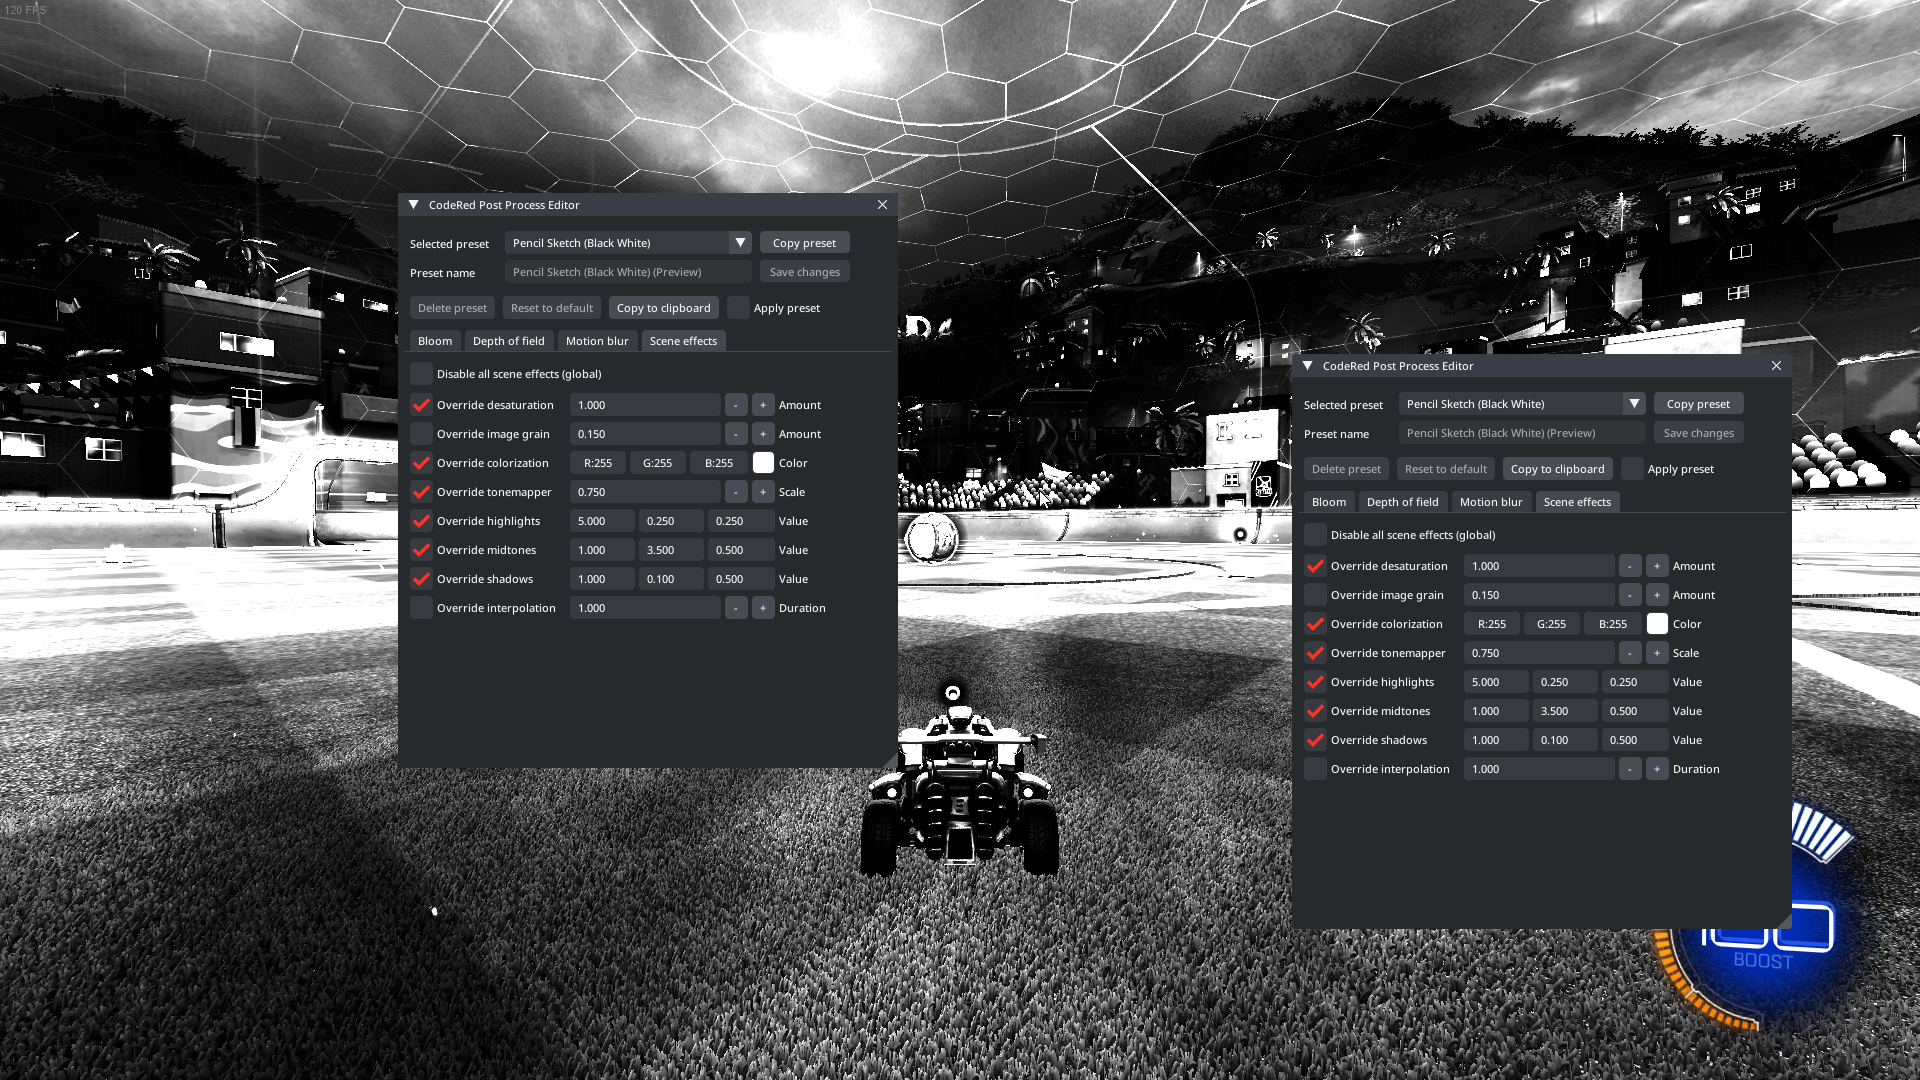 120 FPS
CodeRed Post Process Editor
Selected preset Pencil Sketch (Black White) Copy preset
Preset name Pencil Sketch (Black White) (Preview) Save changes
Delete preset Reset to default Copy to clipboard Apply preset
Bloom Depth of field Motion blur Scene effects
Disable all scene effects (global)
Override desaturation 1.000 - + Amount
Override image grain 0.150 - + Amount
Override colorization R:255 G:255 B:255 Color
Override tonemapper 0.750 - + Scale
Override highlights 5.000 0.250 0.250 Value
Override midtones 1.000 3.500 0.500 Value
Override shadows 1.000 0.100 0.500 Value
Override interpolation 1.000 - + Duration
CodeRed Post Process Editor
Selected preset Pencil Sketch (Black White) Copy preset
Preset name Pencil Sketch (Black White) (Preview) Save changes
Delete preset Reset to default Copy to clipboard Apply preset
Bloom Depth of field Motion blur Scene effects
Disable all scene effects (global)
Override desaturation 1.000 - + Amount
Override image grain 0.150 - + Amount
Override colorization R:255 G:255 B:255 Color
Override tonemapper 0.750 - + Scale
Override highlights 5.000 0.250 0.250 Value
Override midtones 1.000 3.500 0.500 Value
Override shadows 1.000 0.100 0.500 Value
Override interpolation 1.000 - + Duration
BOOST